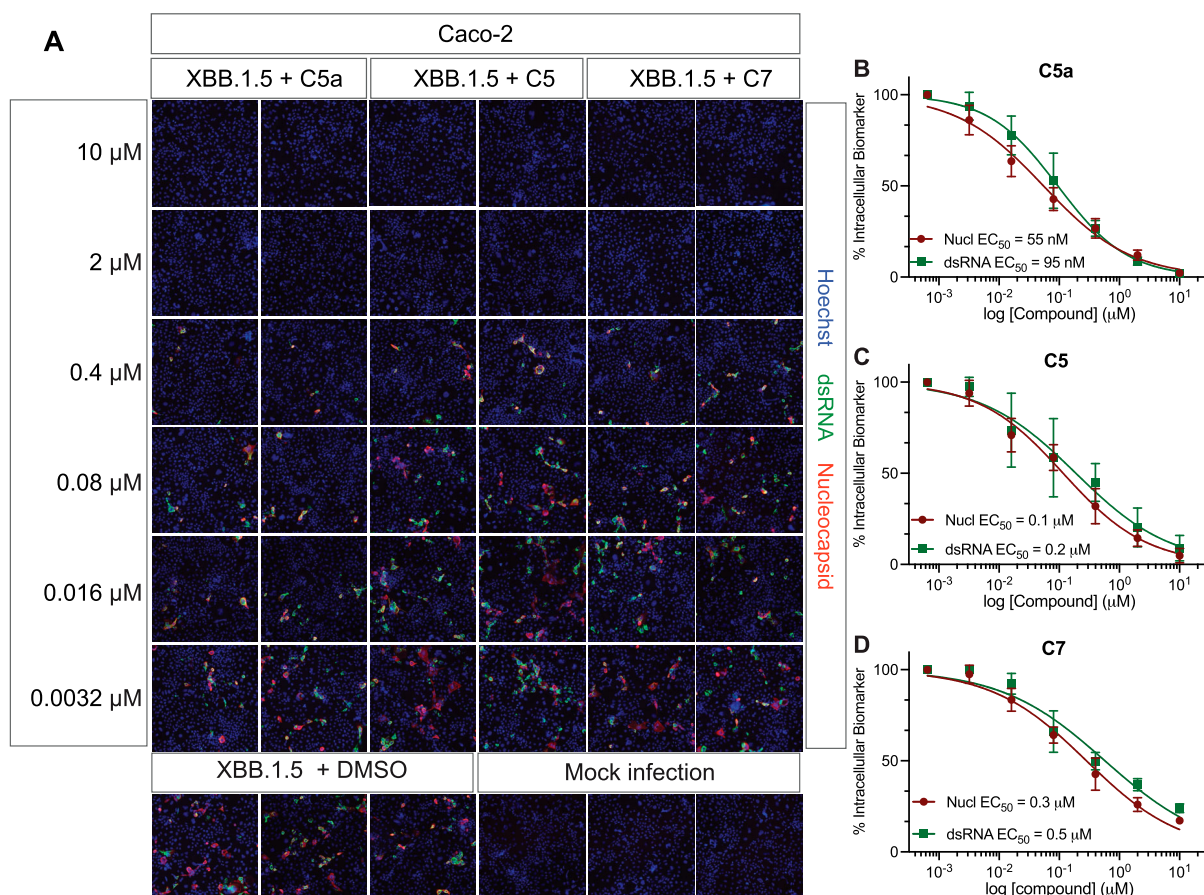 A
Caco-2
XBB.1.5 + C5a
XBB.1.5 + C5
XBB.1.5 + C7
10 µM
2 µM
0.4 µM
0.08 µM
0.016 µM
0.0032 µM
Hoechst dsRNA Nucleocapsid
XBB.1.5 + DMSO
Mock infection
B
C5a
100
50
0
% Intracellular Biomarker
Nucl EC50 = 55 nM
dsRNA EC50 = 95 nM
10-3 10-2 10-1 100 101
log [Compound] (µM)
C
C5
100
50
0
% Intracellular Biomarker
Nucl EC50 = 0.1 µM
dsRNA EC50 = 0.2 µM
10-3 10-2 10-1 100 101
log [Compound] (µM)
D
C7
100
50
0
% Intracellular Biomarker
Nucl EC50 = 0.3 µM
dsRNA EC50 = 0.5 µM
10-3 10-2 10-1 100 101
log [compound] (µM)